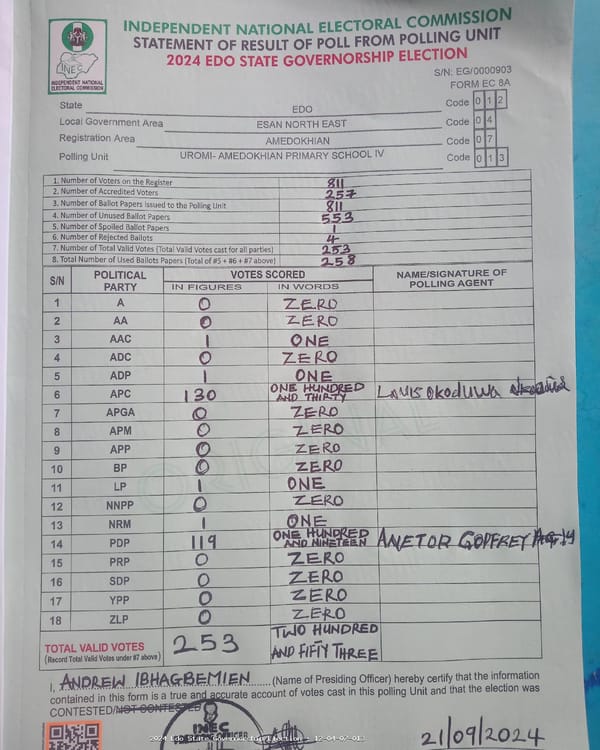 INDEPENDENT NATIONAL ELECTORAL COMMISSION
STATEMENT OF RESULT OF POLL FROM POLLING UNIT
2024 EDO STATE GOVERNORSHIP ELECTION
INEC
INDEPENDENT NATIONAL
ELECTORAL COMMISSION
S/N: EG/0000903
FORM EC 8A
State EDO Code 0 1 2
Local Government Area ESAN NORTH EAST Code 0 4
Registration Area AMEDOKHIAN Code 0 7
Polling Unit UROMI- AMEDOKHIAN PRIMARY SCHOOL IV Code 0 1 3
1. Number of Voters on the Register 811
2. Number of Accredited Voters 257
3. Number of Ballot Papers Issued to the Polling Unit 811
4. Number of Unused Ballot Papers 553
5. Number of Spoiled Ballot Papers 1
6. Number of Rejected Ballots 4
7. Number of Total Valid Votes (Total Valid Votes cast for all parties) 253
8. Total Number of Used Ballots Papers (Total of #5 + #6 + #7 above) 258
S/N POLITICAL PARTY VOTES SCORED NAME/SIGNATURE OF POLLING AGENT
IN FIGURES IN WORDS
1 A 0 ZERO
2 AA 0 ZERO
3 AAC 1 ONE
4 ADC 0 ZERO
5 ADP 1 ONE
6 APC 130 ONE HUNDRED AND THIRTY Louis Okoduwa
7 APGA 0 ZERO
8 APM 0 ZERO
9 APP 0 ZERO
10 BP 0 ZERO
11 LP 1 ONE
12 NNPP 0 ZERO
13 NRM 1 ONE
14 PDP 119 ONE HUNDRED AND NINETEEN ANETOR GODFREY
15 PRP 0 ZERO
16 SDP 0 ZERO
17 YPP 0 ZERO
18 ZLP 0 ZERO
ORIGINAL
TOTAL VALID VOTES 253 TWO HUNDRED
(Record Total Valid Votes under #7 above) AND FIFTY THREE
I, ANDREW IBHAGBEMIEN (Name of Presiding Officer) hereby certify that the information
contained in this form is a true and accurate account of votes cast in this polling Unit and that the election was
CONTESTED/NOT CONTESTED
INEC
21/09/2024
2024 Edo State Governorship Election - 12-04-07-013